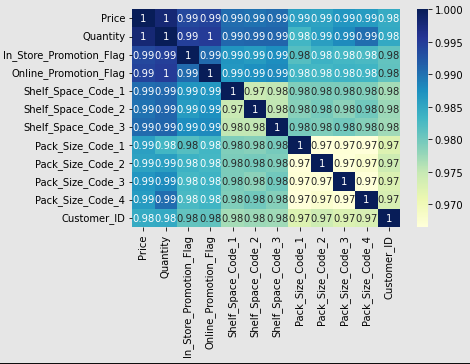 Price 1 1 0.99 0.99 0.99 0.99 0.99 0.99 0.99 0.99 0.99 0.98
Quantity 1 1 0.99 1 0.99 0.99 0.99 0.98 0.99 0.99 0.99 0.98
In_Store_Promotion_Flag 0.99 0.99 1 0.99 0.99 0.99 0.99 0.98 0.98 0.98 0.98 0.98
Online_Promotion_Flag 0.99 1 0.99 1 0.99 0.99 0.99 0.98 0.98 0.98 0.98 0.98
Shelf_Space_Code_1 0.99 0.99 0.99 0.99 1 0.97 0.98 0.98 0.98 0.98 0.98 0.98
Shelf_Space_Code_2 0.99 0.99 0.99 0.99 0.97 1 0.98 0.98 0.98 0.98 0.98 0.98
Shelf_Space_Code_3 0.99 0.99 0.99 0.99 0.98 0.98 1 0.98 0.98 0.98 0.98 0.98
Pack_Size_Code_1 0.99 0.98 0.98 0.98 0.98 0.98 0.98 1 0.97 0.97 0.97 0.97
Pack_Size_Code_2 0.99 0.99 0.98 0.98 0.98 0.98 0.98 0.97 1 0.97 0.97 0.97
Pack_Size_Code_3 0.99 0.99 0.98 0.98 0.98 0.98 0.98 0.97 0.97 1 0.97 0.97
Pack_Size_Code_4 0.99 0.99 0.98 0.98 0.98 0.98 0.98 0.97 0.97 0.97 1 0.97
Customer_ID 0.98 0.98 0.98 0.98 0.98 0.98 0.98 0.97 0.97 0.97 0.97 1
Price
Quantity
In_Store_Promotion_Flag
Online_Promotion_Flag
Shelf_Space_Code_1
Shelf_Space_Code_2
Shelf_Space_Code_3
Pack_Size_Code_1
Pack_Size_Code_2
Pack_Size_Code_3
Pack_Size_Code_4
Customer_ID
1.000
0.995
0.990
0.985
0.980
0.975
0.970